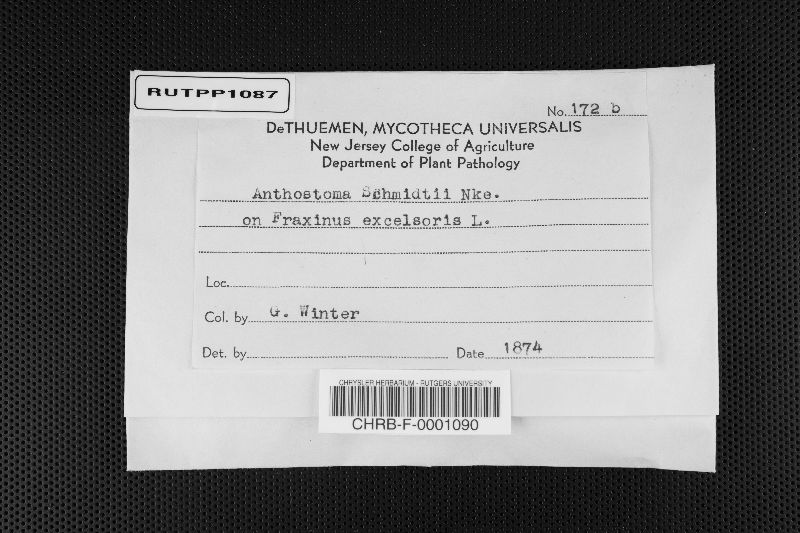 RUTPP1087
No. 172 b
DeTHUEMEN, MYCOTHECA UNIVERSALIS
New Jersey College of Agriculture
Department of Plant Pathology
Anthostoma Schmidtii Nke.
on Fraxinus excelsoris L.
Loc.
Col. by G. Winter
Det. by Date 1874
CHRYSLER HERBARIUM - RUTGERS UNIVERSITY
CHRB-F-0001090